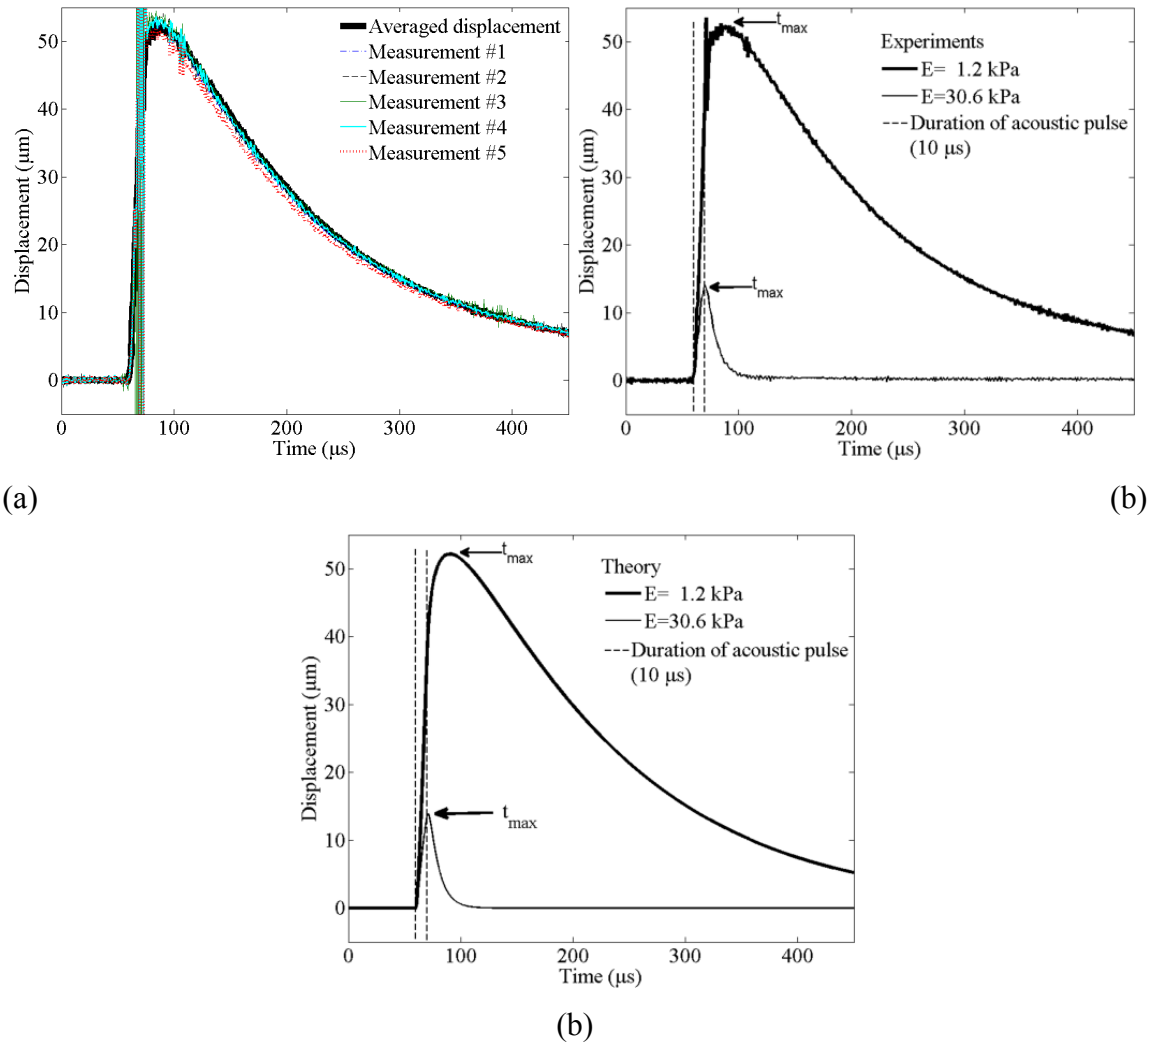 50
40
30
20
10
0
Displacement (μm)
0
100
200
300
400
Time (μs)
Averaged displacement
Measurement #1
Measurement #2
Measurement #3
Measurement #4
Measurement #5
(a)
50
40
30
20
10
0
Displacement (μm)
0
100
200
300
400
Time (μs)
tmax
Experiments
E= 1.2 kPa
E=30.6 kPa
Duration of acoustic pulse
(10 μs)
tmax
(b)
50
40
30
20
10
0
Displacement (μm)
0
100
200
300
400
Time (μs)
tmax
Theory
E= 1.2 kPa
E=30.6 kPa
Duration of acoustic pulse
(10 μs)
tmax
(b)